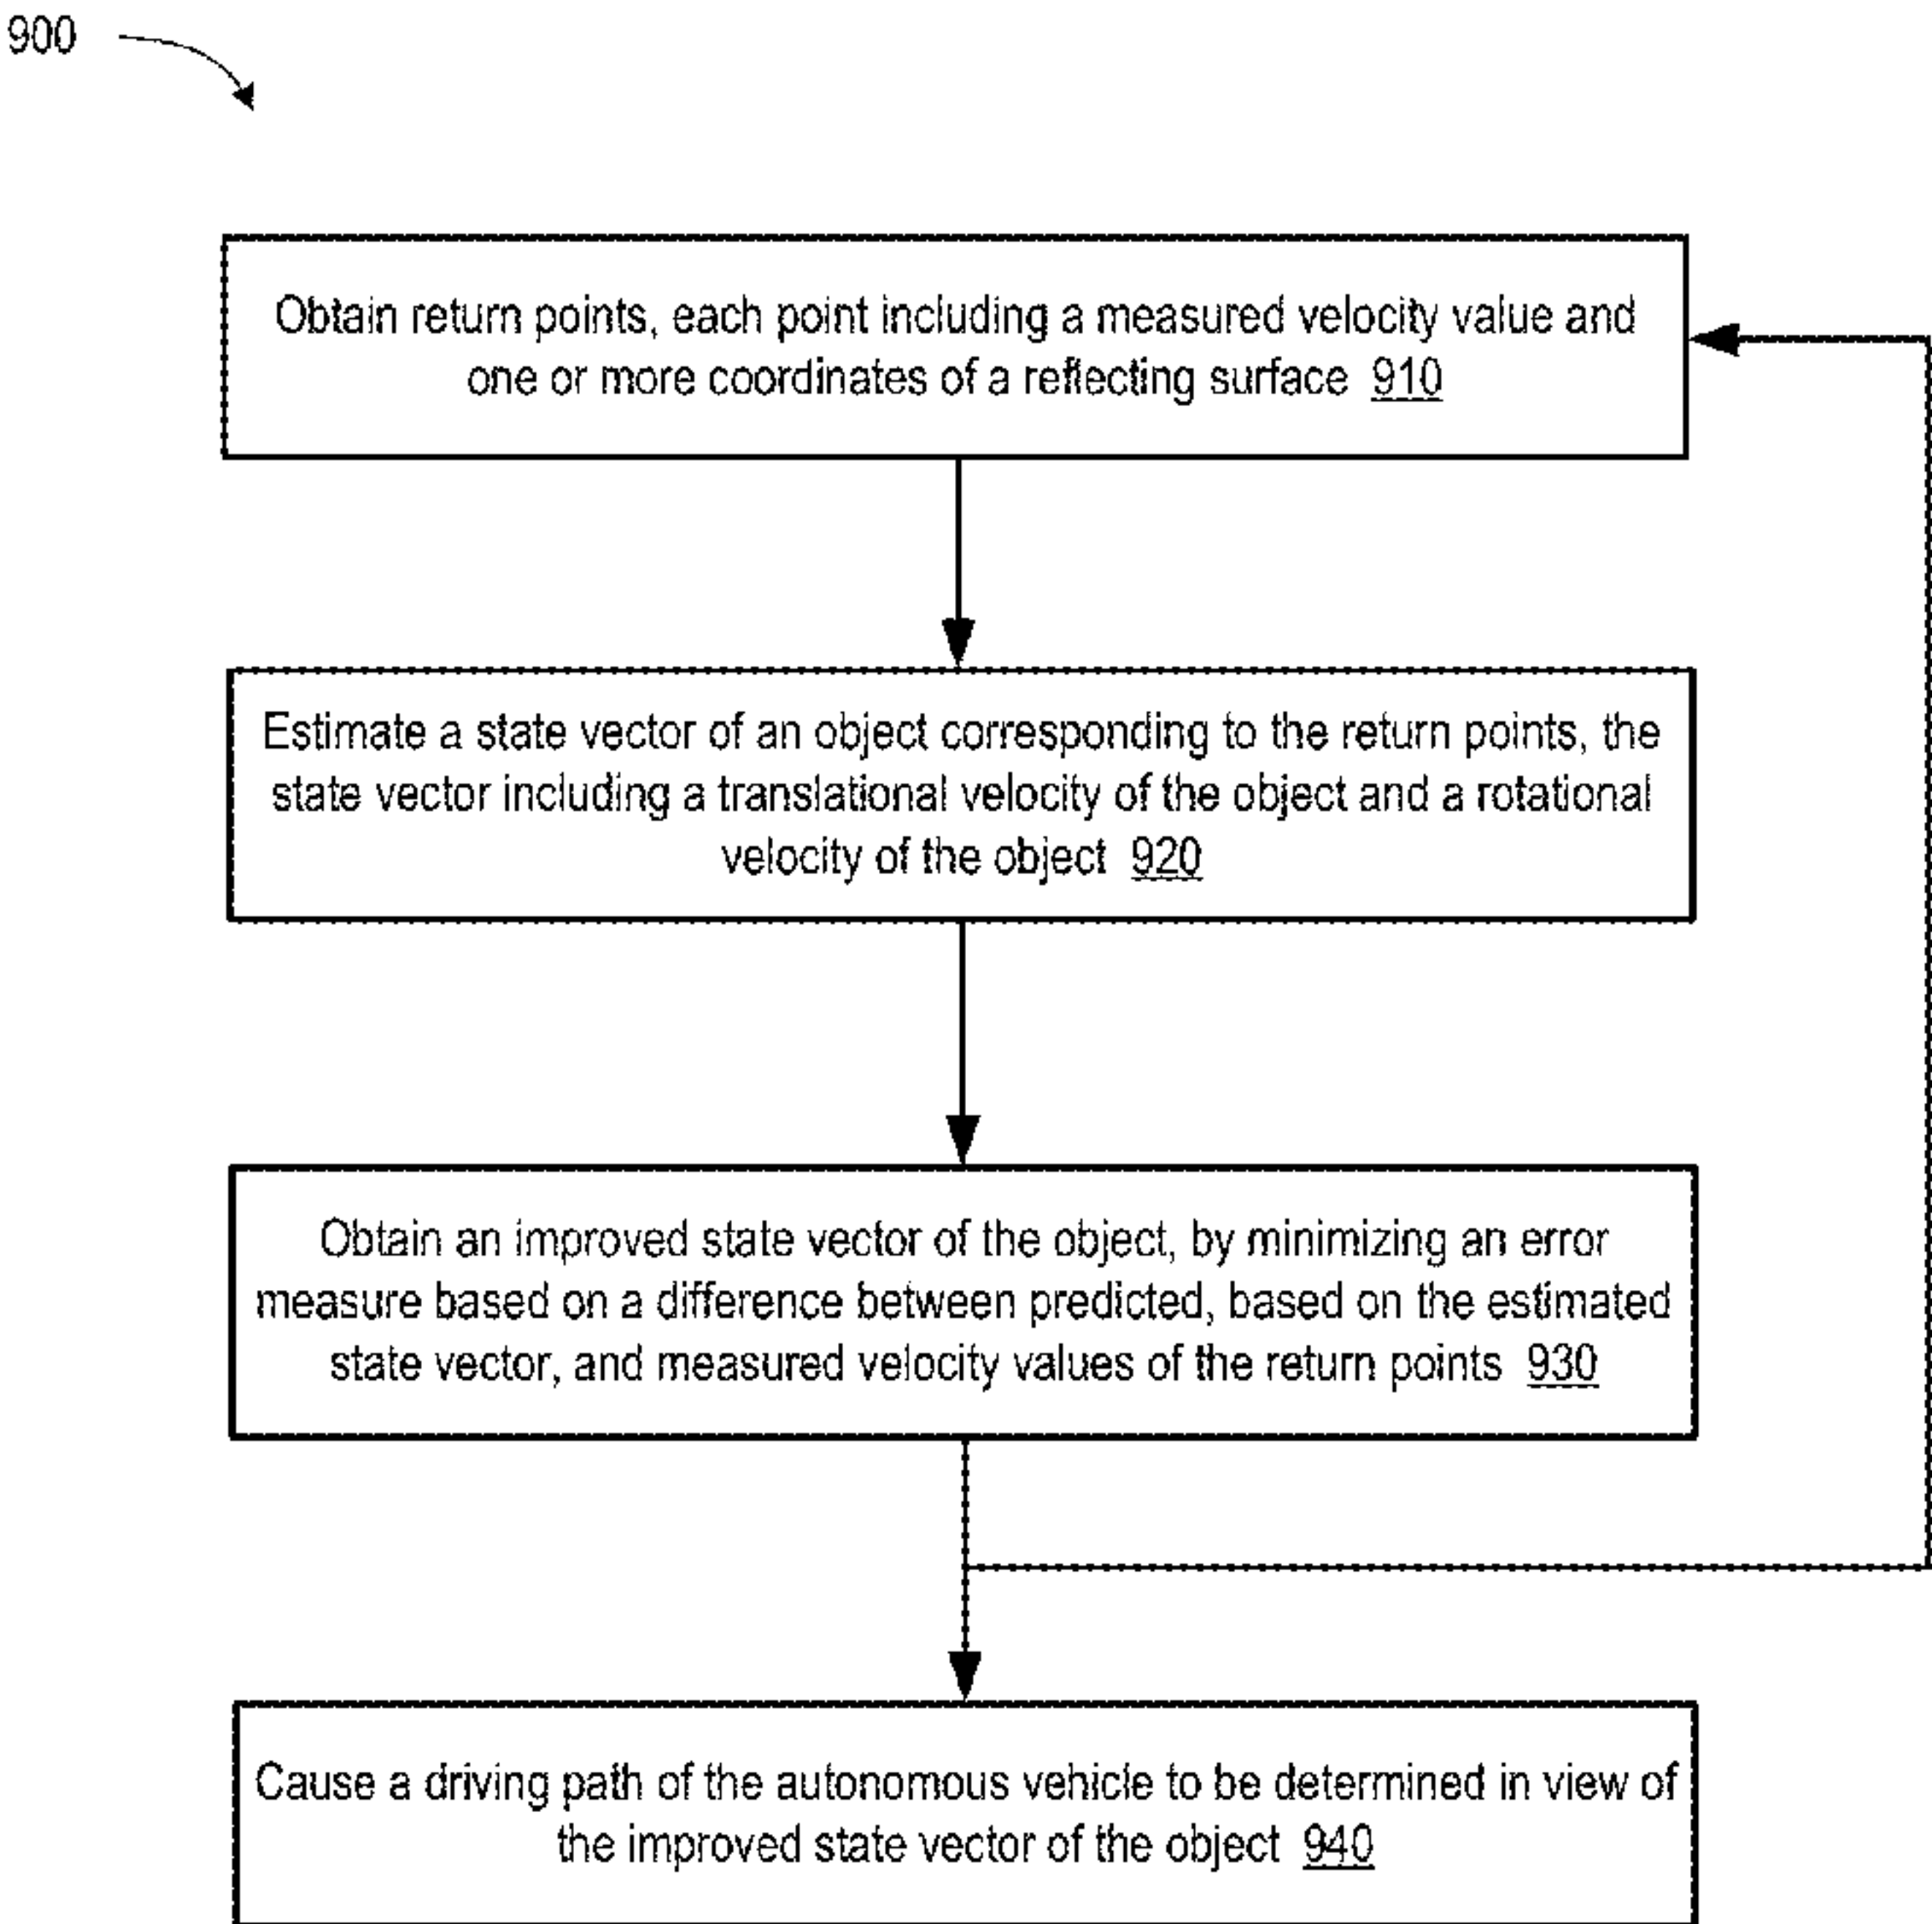 900
Obtain return points, each point including a measured velocity value and
one or more coordinates of a reflecting surface 910
Estimate a state vector of an object corresponding to the return points, the
state vector including a translational velocity of the object and a rotational
velocity of the object 920
Obtain an improved state vector of the object, by minimizing an error
measure based on a difference between predicted, based on the estimated
state vector, and measured velocity values of the return points 930
Cause a driving path of the autonomous vehicle to be determined in view of
the improved state vector of the object 940